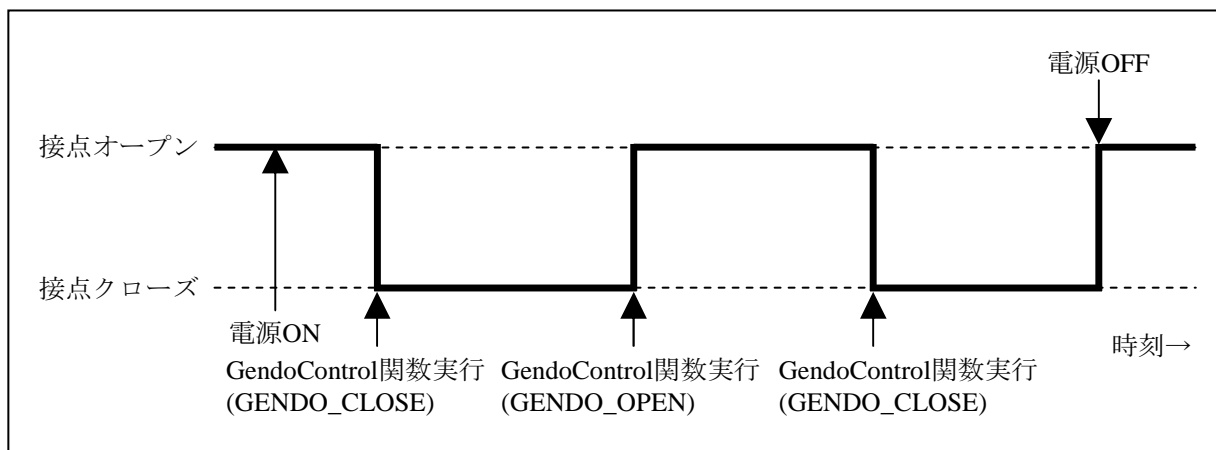 電源OFF
接点オープン
接点クローズ
電源ON
時刻→
GendoControl関数実行 GendoControl関数実行 GendoControl関数実行
(GENDO_CLOSE) (GENDO_OPEN) (GENDO_CLOSE)